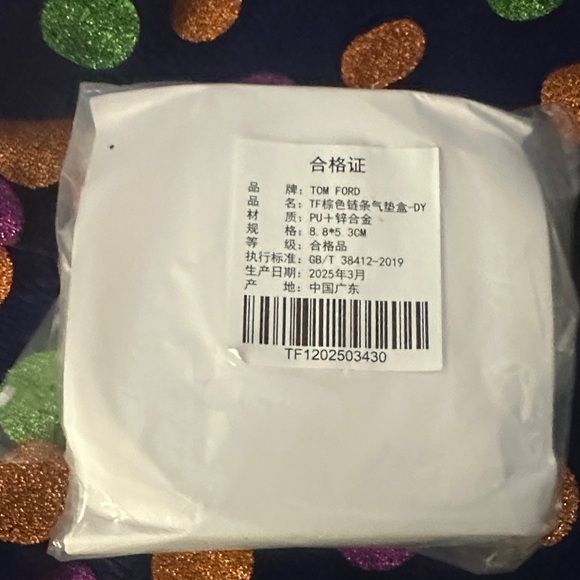 合格证
品 牌：TOM FORD
品 名：TF棕色链条气垫盒-DY
材 质：PU＋锌合金
规 格：8.8*5.3CM
等 级：合格品
执行标准：GB/T 38412-2019
生产日期：2025年3月
产 地：中国广东
TF1202503430